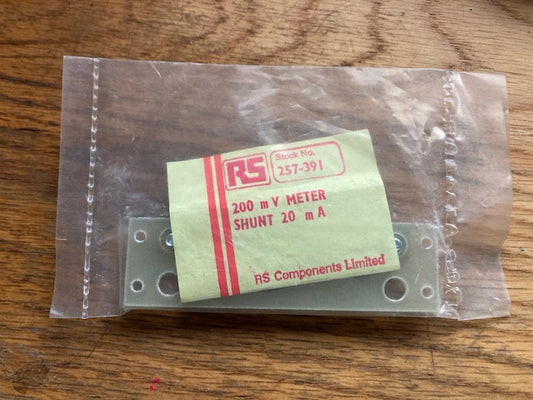 RS
Stock No.
257-391
200 mV METER
SHUNT 20 mA
RS Components Limited